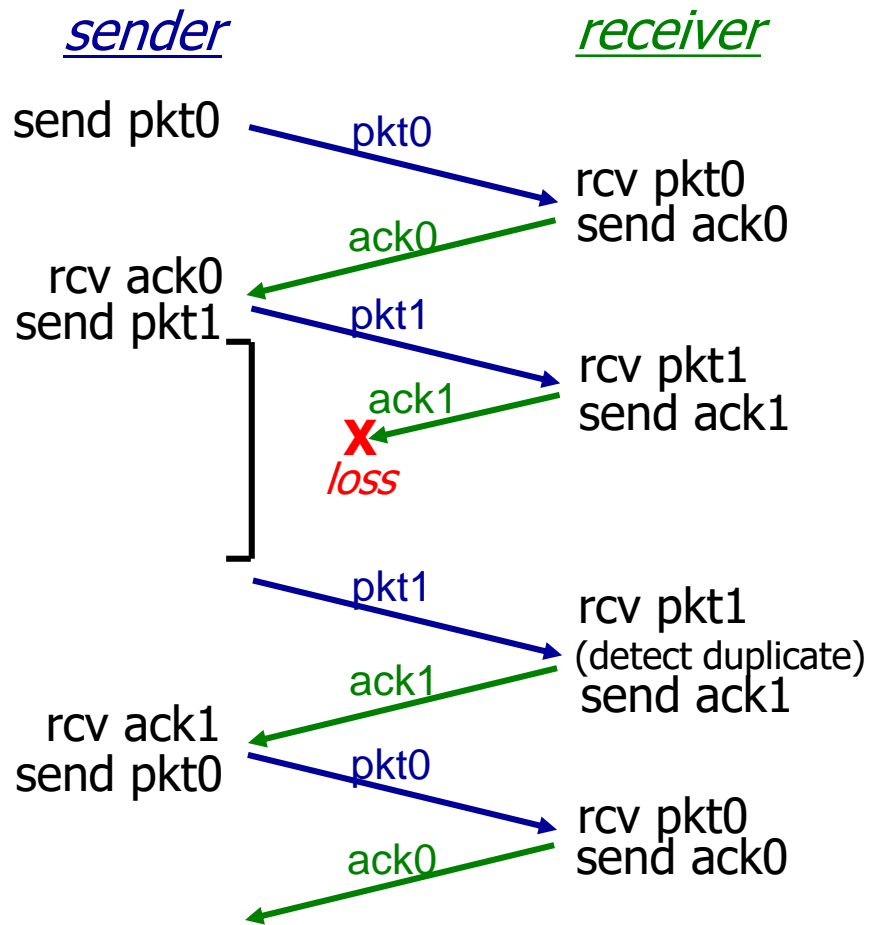 sender receiver
send pkt0
pkt0
rcv pkt0
send ack0
ack0
rcv ack0
send pkt1
pkt1
rcv pkt1
send ack1
ack1
X
loss
pkt1
rcv pkt1
(detect duplicate)
send ack1
ack1
rcv ack1
send pkt0
pkt0
rcv pkt0
send ack0
ack0